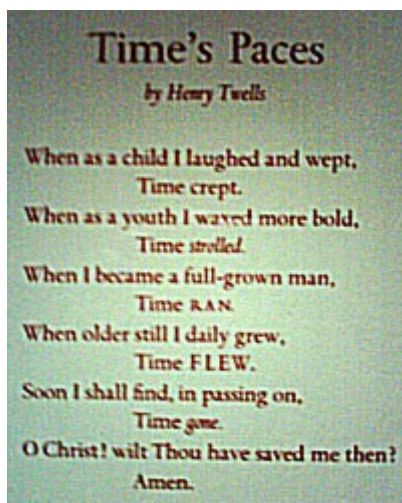 Time's Paces
by Henry Twells
When as a child I laughed and wept,
Time crept.
When as a youth I waxed more bold,
Time strolled.
When I became a full-grown man,
Time RAN.
When older still I daily grew,
Time FLEW.
Soon I shall find, in passing on,
Time gone.
O Christ! wilt Thou have saved me then?
Amen.